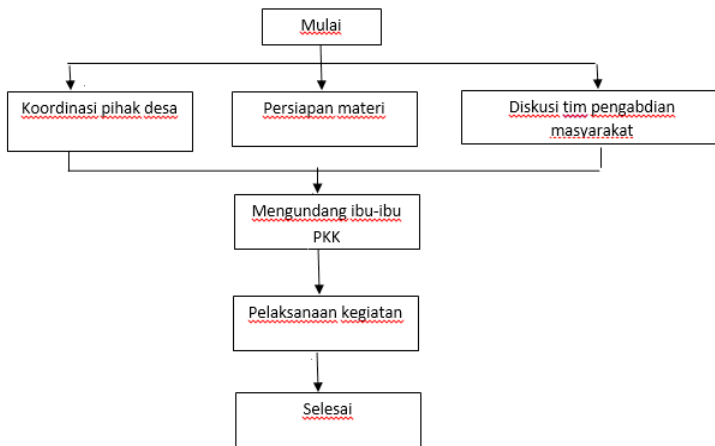 Mulai
Koordinasi pihak desa
Persiapan materi
Diskusi tim pengabdian
masyarakat
Mengundang ibu-ibu
PKK
Pelaksanaan kegiatan
Selesai